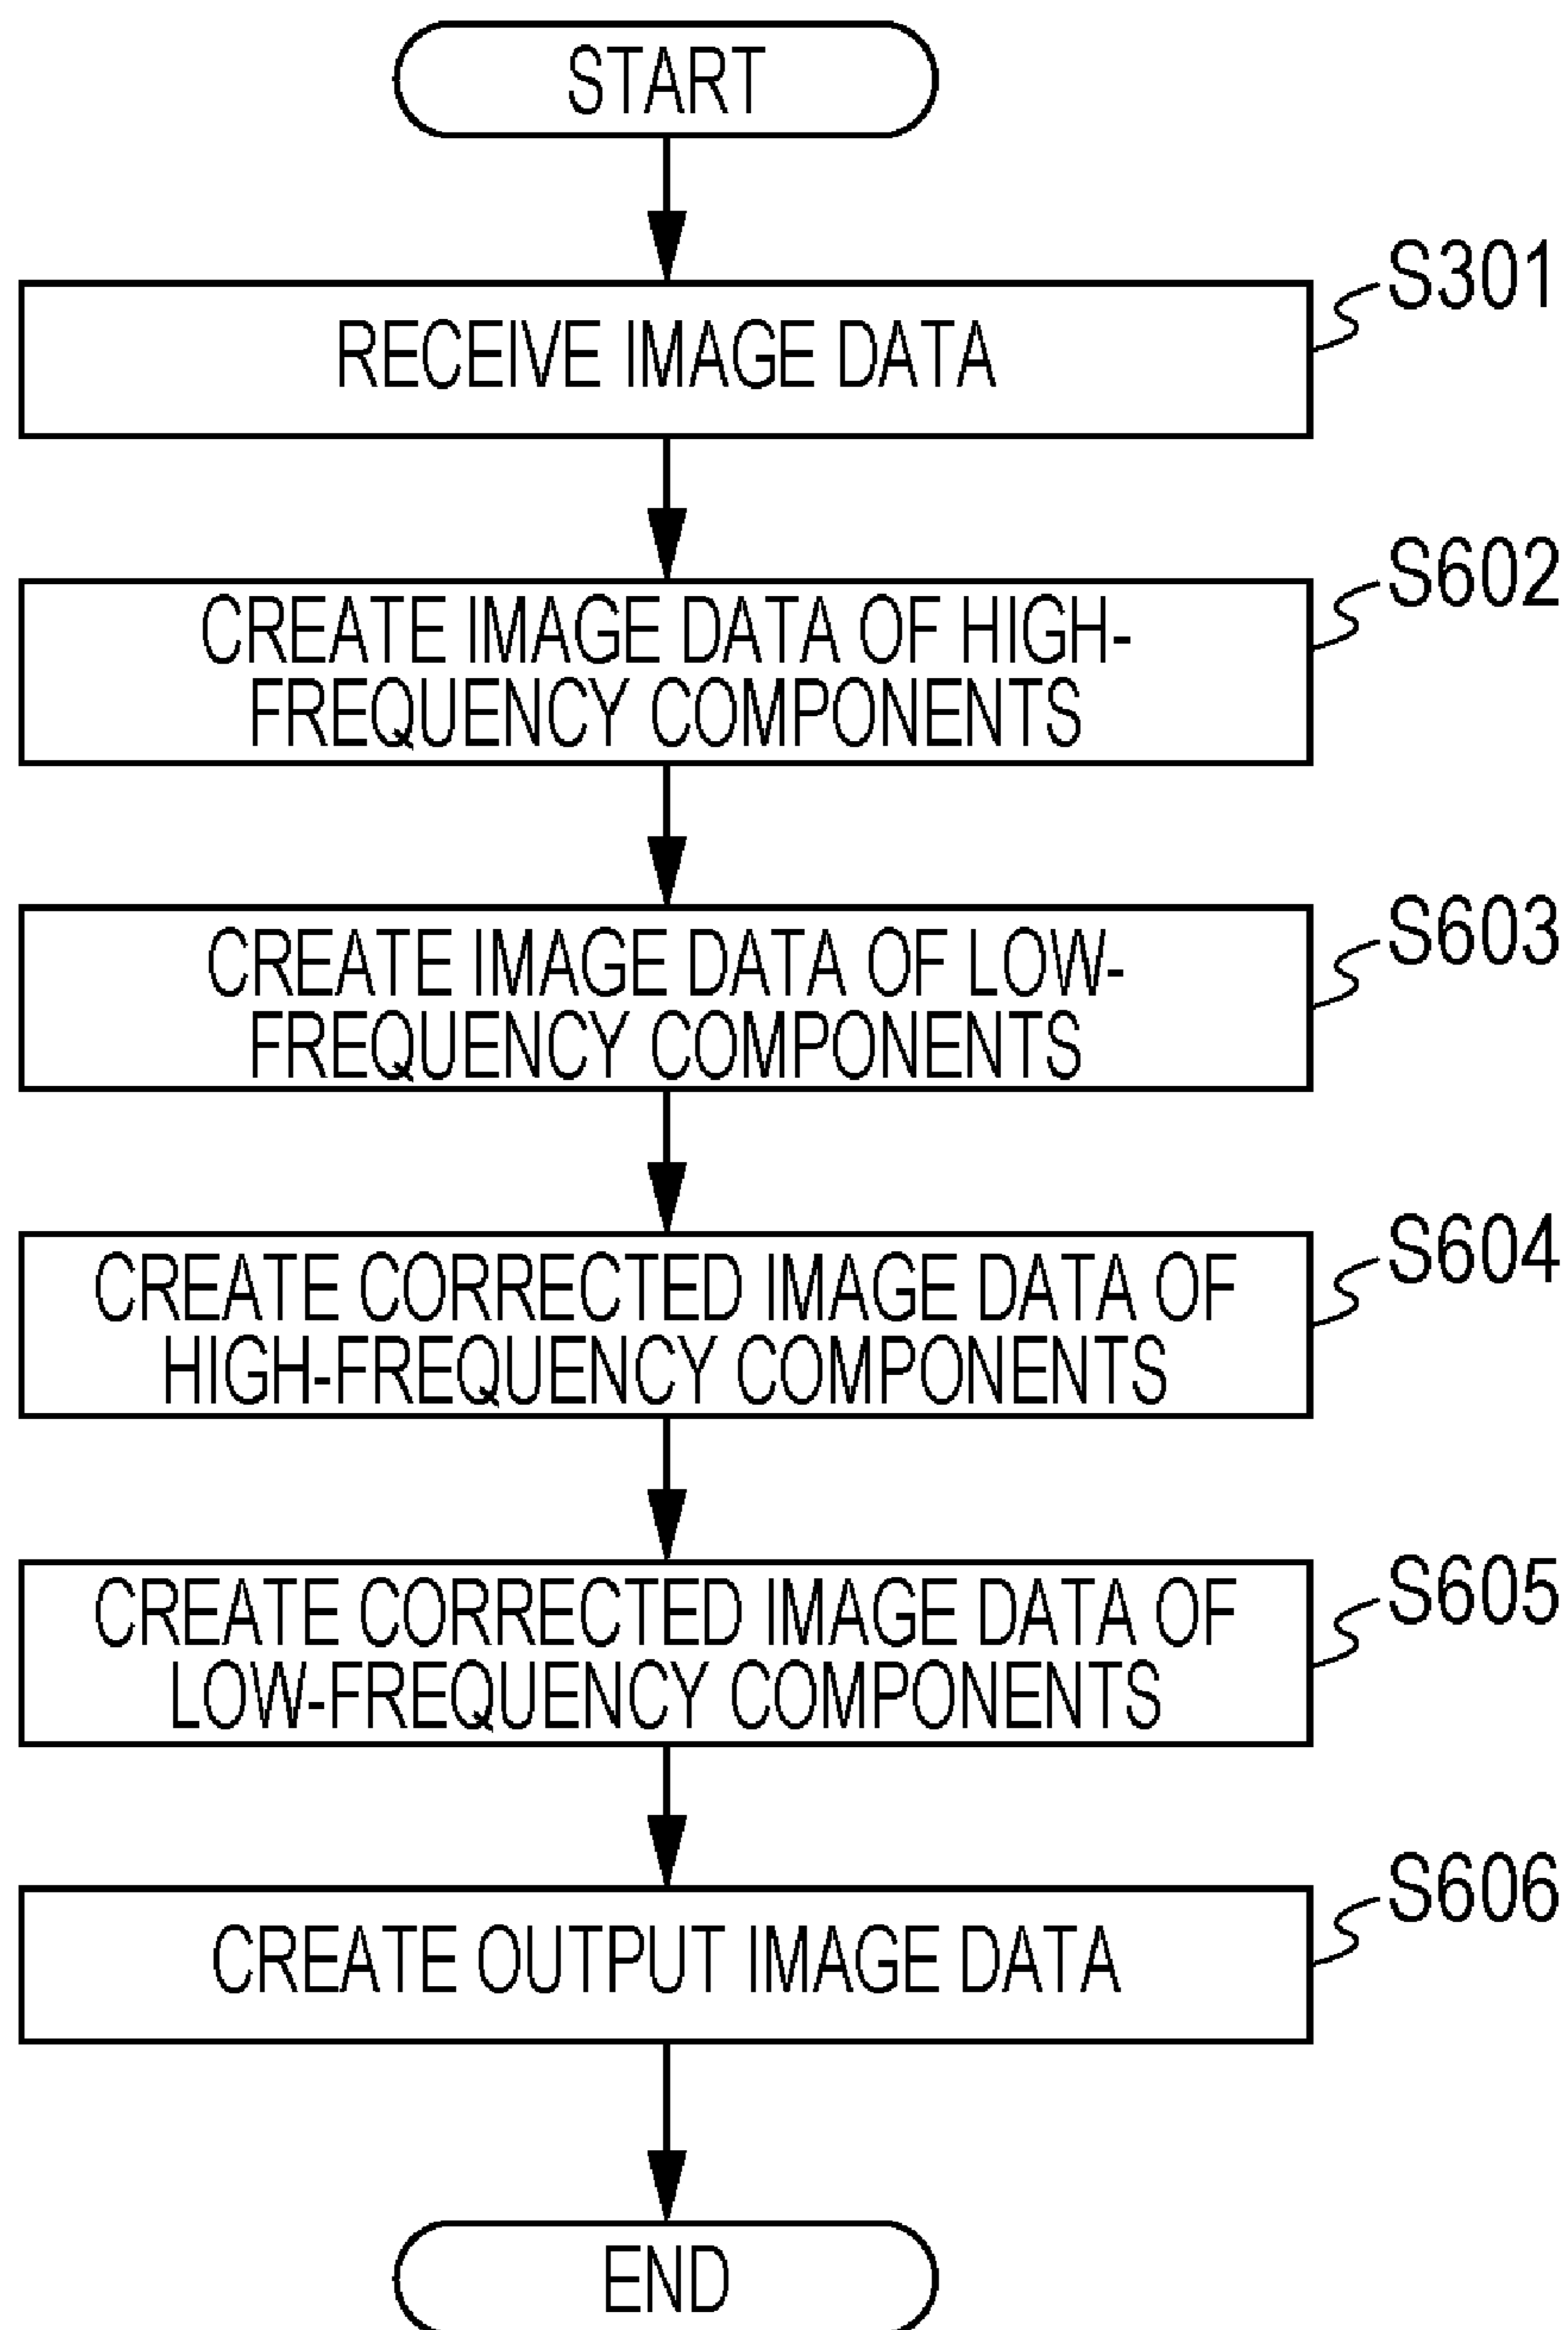 START
S301
RECEIVE IMAGE DATA
S602
CREATE IMAGE DATA OF HIGH-
FREQUENCY COMPONENTS
S603
CREATE IMAGE DATA OF LOW-
FREQUENCY COMPONENTS
S604
CREATE CORRECTED IMAGE DATA OF
HIGH-FREQUENCY COMPONENTS
S605
CREATE CORRECTED IMAGE DATA OF
LOW-FREQUENCY COMPONENTS
S606
CREATE OUTPUT IMAGE DATA
END